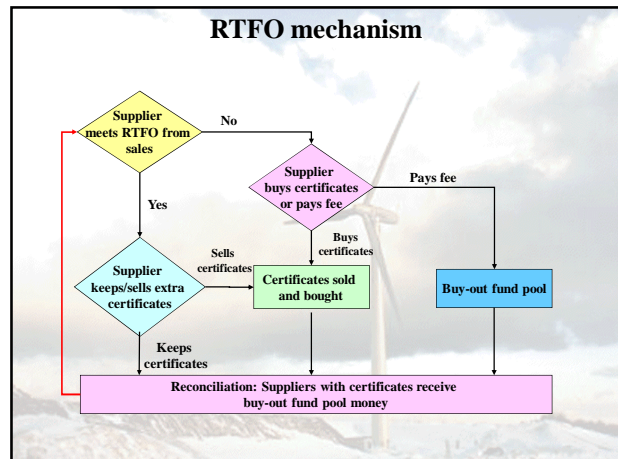 RTFO mechanism
Supplier
meets RTFO from
sales
No
Supplier
buys certificates
or pays fee
Pays fee
Yes
Buys
certificates
Sells
certificates
Supplier
keeps/sells extra
certificates
Certificates sold
and bought
Buy-out fund pool
Keeps
certificates
Reconciliation: Suppliers with certificates receive
buy-out fund pool money